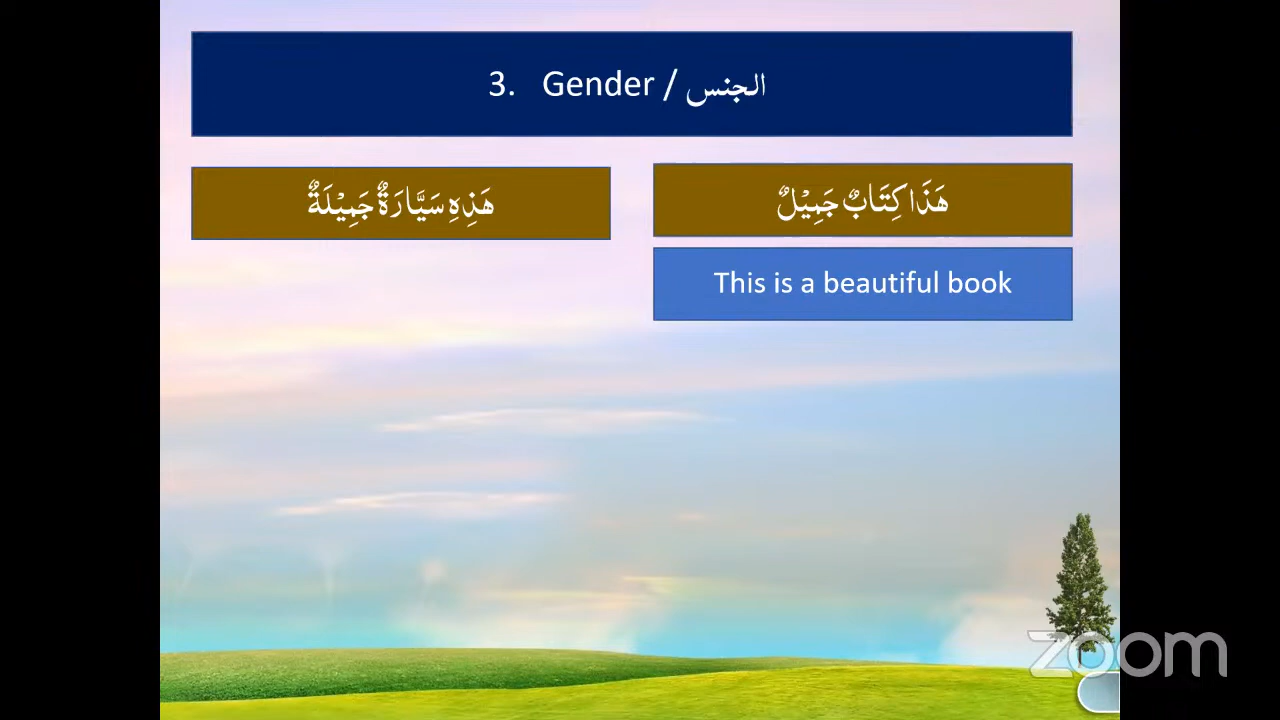 3. Gender / الجنس
هَذَا كِتَابٌ جَمِيْلٌ
هَذِهِ سَيَّارَةٌ جَمِيْلَةٌ
This is a beautiful book
zoom